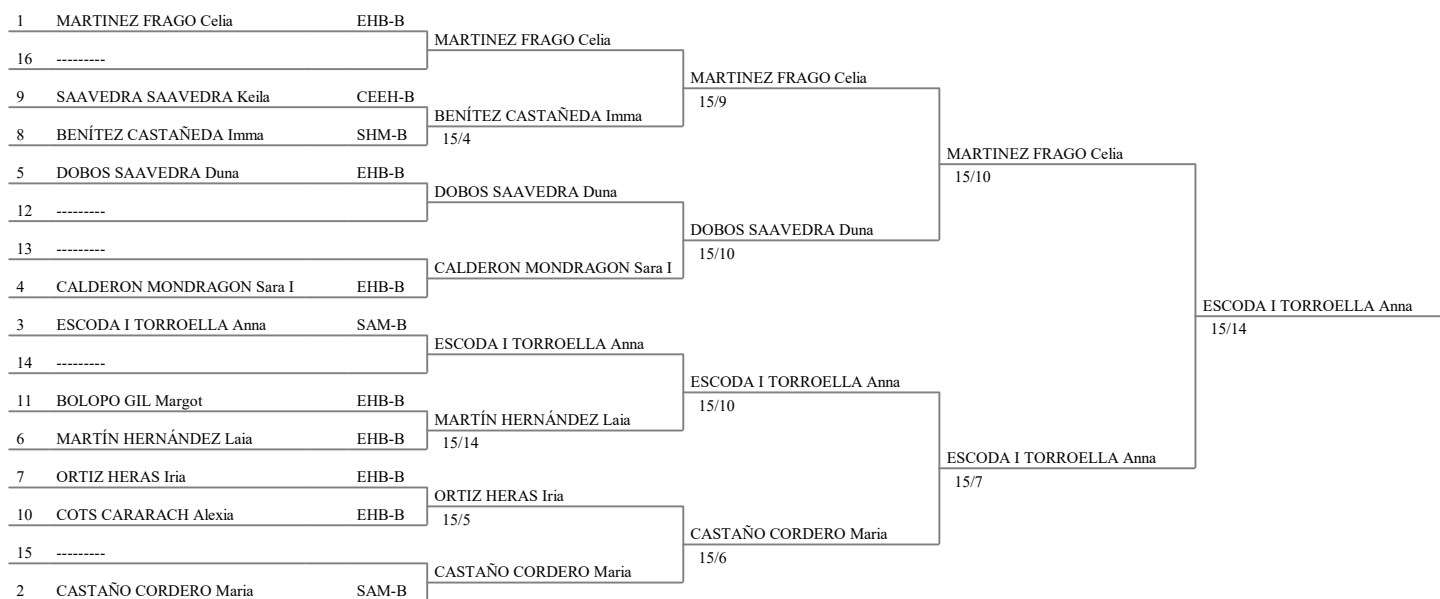 1 MARTINEZ FRAGO Celia EHB-B
MARTINEZ FRAGO Celia
16 ---------
MARTINEZ FRAGO Celia
9 SAAVEDRA SAAVEDRA Keila CEEH-B
15/9
BENÍTEZ CASTAÑEDA Imma
8 BENÍTEZ CASTAÑEDA Imma SHM-B
15/4
MARTINEZ FRAGO Celia
5 DOBOS SAAVEDRA Duna EHB-B
15/10
DOBOS SAAVEDRA Duna
12 ---------
DOBOS SAAVEDRA Duna
13 ---------
15/10
CALDERON MONDRAGON Sara I
4 CALDERON MONDRAGON Sara I EHB-B
ESCODA I TORROELLA Anna
3 ESCODA I TORROELLA Anna SAM-B
15/14
ESCODA I TORROELLA Anna
14 ---------
ESCODA I TORROELLA Anna
11 BOLOPO GIL Margot EHB-B
15/10
MARTÍN HERNÁNDEZ Laia
6 MARTÍN HERNÁNDEZ Laia EHB-B
15/14
ESCODA I TORROELLA Anna
7 ORTIZ HERAS Iria EHB-B
15/7
ORTIZ HERAS Iria
10 COTS CARARACH Alexia EHB-B
15/5
CASTAÑO CORDERO Maria
15 ---------
15/6
CASTAÑO CORDERO Maria
2 CASTAÑO CORDERO Maria SAM-B